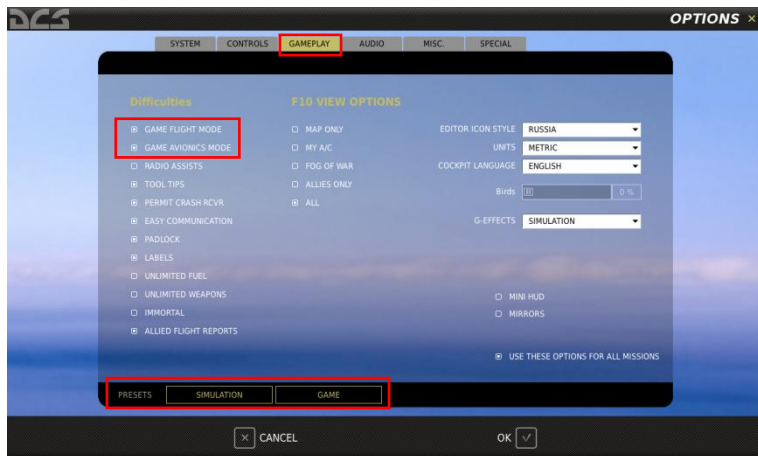 DCS
OPTIONS ×
SYSTEM CONTROLS GAMEPLAY AUDIO MISC. SPECIAL
Difficulties
GAME FLIGHT MODE
GAME AVIONICS MODE
RADIO ASSISTS
TOOL TIPS
PERMIT CRASH RCVR
EASY COMMUNICATION
PADLOCK
LABELS
UNLIMITED FUEL
UNLIMITED WEAPONS
IMMORTAL
ALLIED FLIGHT REPORTS
F10 VIEW OPTIONS
MAP ONLY
MY A/C
FOG OF WAR
ALLIES ONLY
ALL
EDITOR ICON STYLE RUSSIA
UNITS METRIC
COCKPIT LANGUAGE ENGLISH
Birds 0 %
G-EFFECTS SIMULATION
MINI HUD
MIRRORS
USE THESE OPTIONS FOR ALL MISSIONS
PRESETS SIMULATION GAME
CANCEL OK